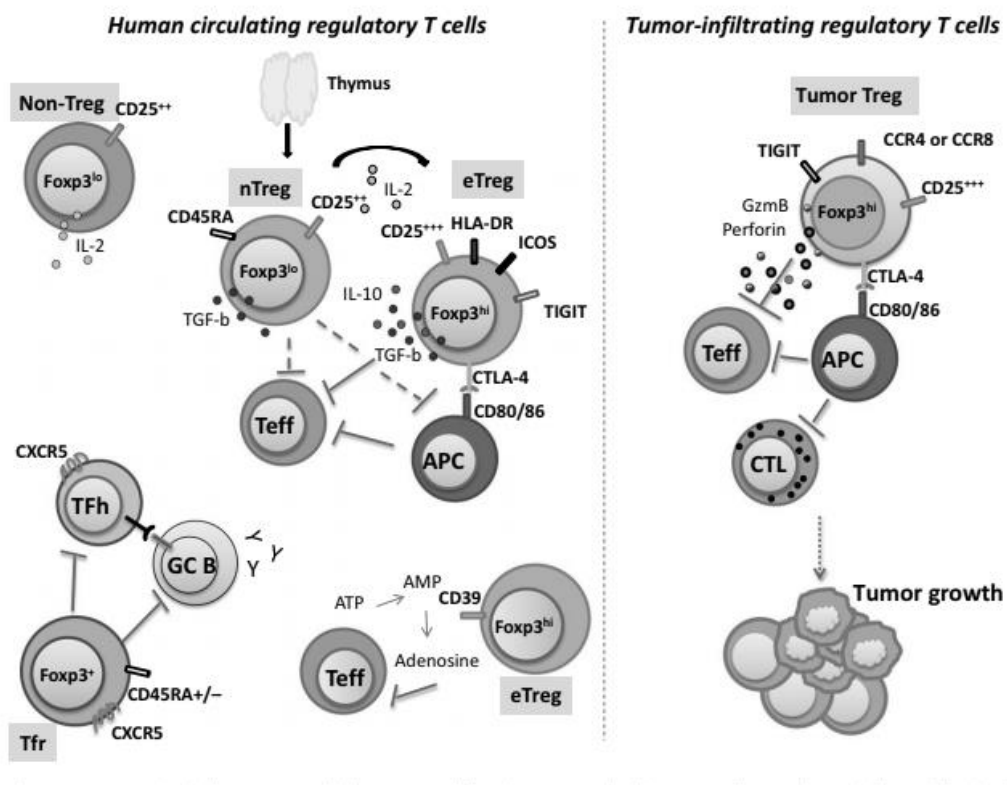 Human circulating regulatory T cells
Tumor-infiltrating regulatory T cells
Non-Treg
CD25⁺⁺
Foxp3ˡᵒ
IL-2
Thymus
nTreg
CD45RA
CD25⁺⁺
Foxp3ˡᵒ
TGF-b
IL-2
eTreg
CD25⁺⁺⁺
HLA-DR
ICOS
TIGIT
IL-10
Foxp3ʰⁱ
TGF-b
CTLA-4
CD80/86
Teff
APC
CXCR5
TFh
GC B
Foxp3⁺
CD45RA+/–
CXCR5
Tfr
ATP
AMP
CD39
Foxp3ʰⁱ
Adenosine
Teff
eTreg
Tumor Treg
TIGIT
CCR4 or CCR8
CD25⁺⁺⁺
GzmB
Perforin
Foxp3ʰⁱ
CTLA-4
CD80/86
Teff
APC
CTL
Tumor growth